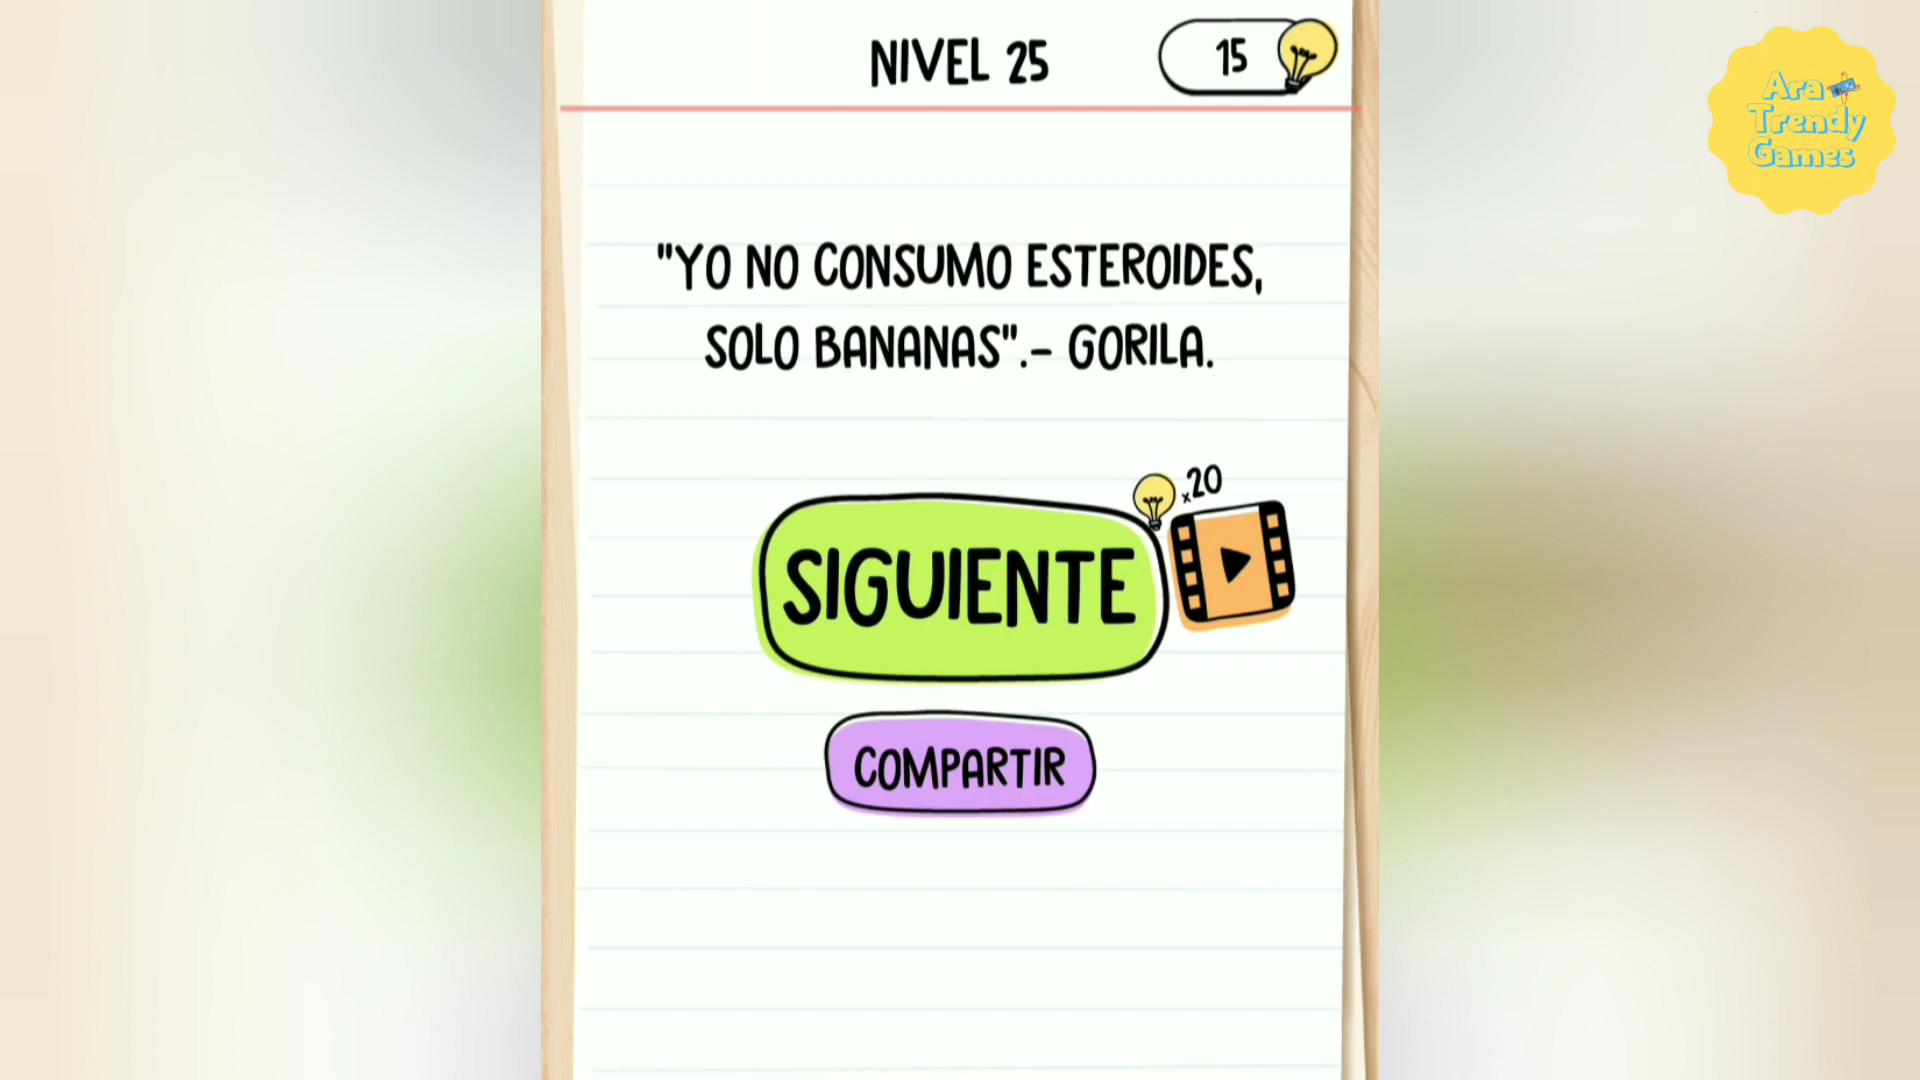 NIVEL 25
15
Ara
Trendy
Games
"YO NO CONSUMO ESTEROIDES,
SOLO BANANAS".- GORILA.
x20
SIGUIENTE
COMPARTIR